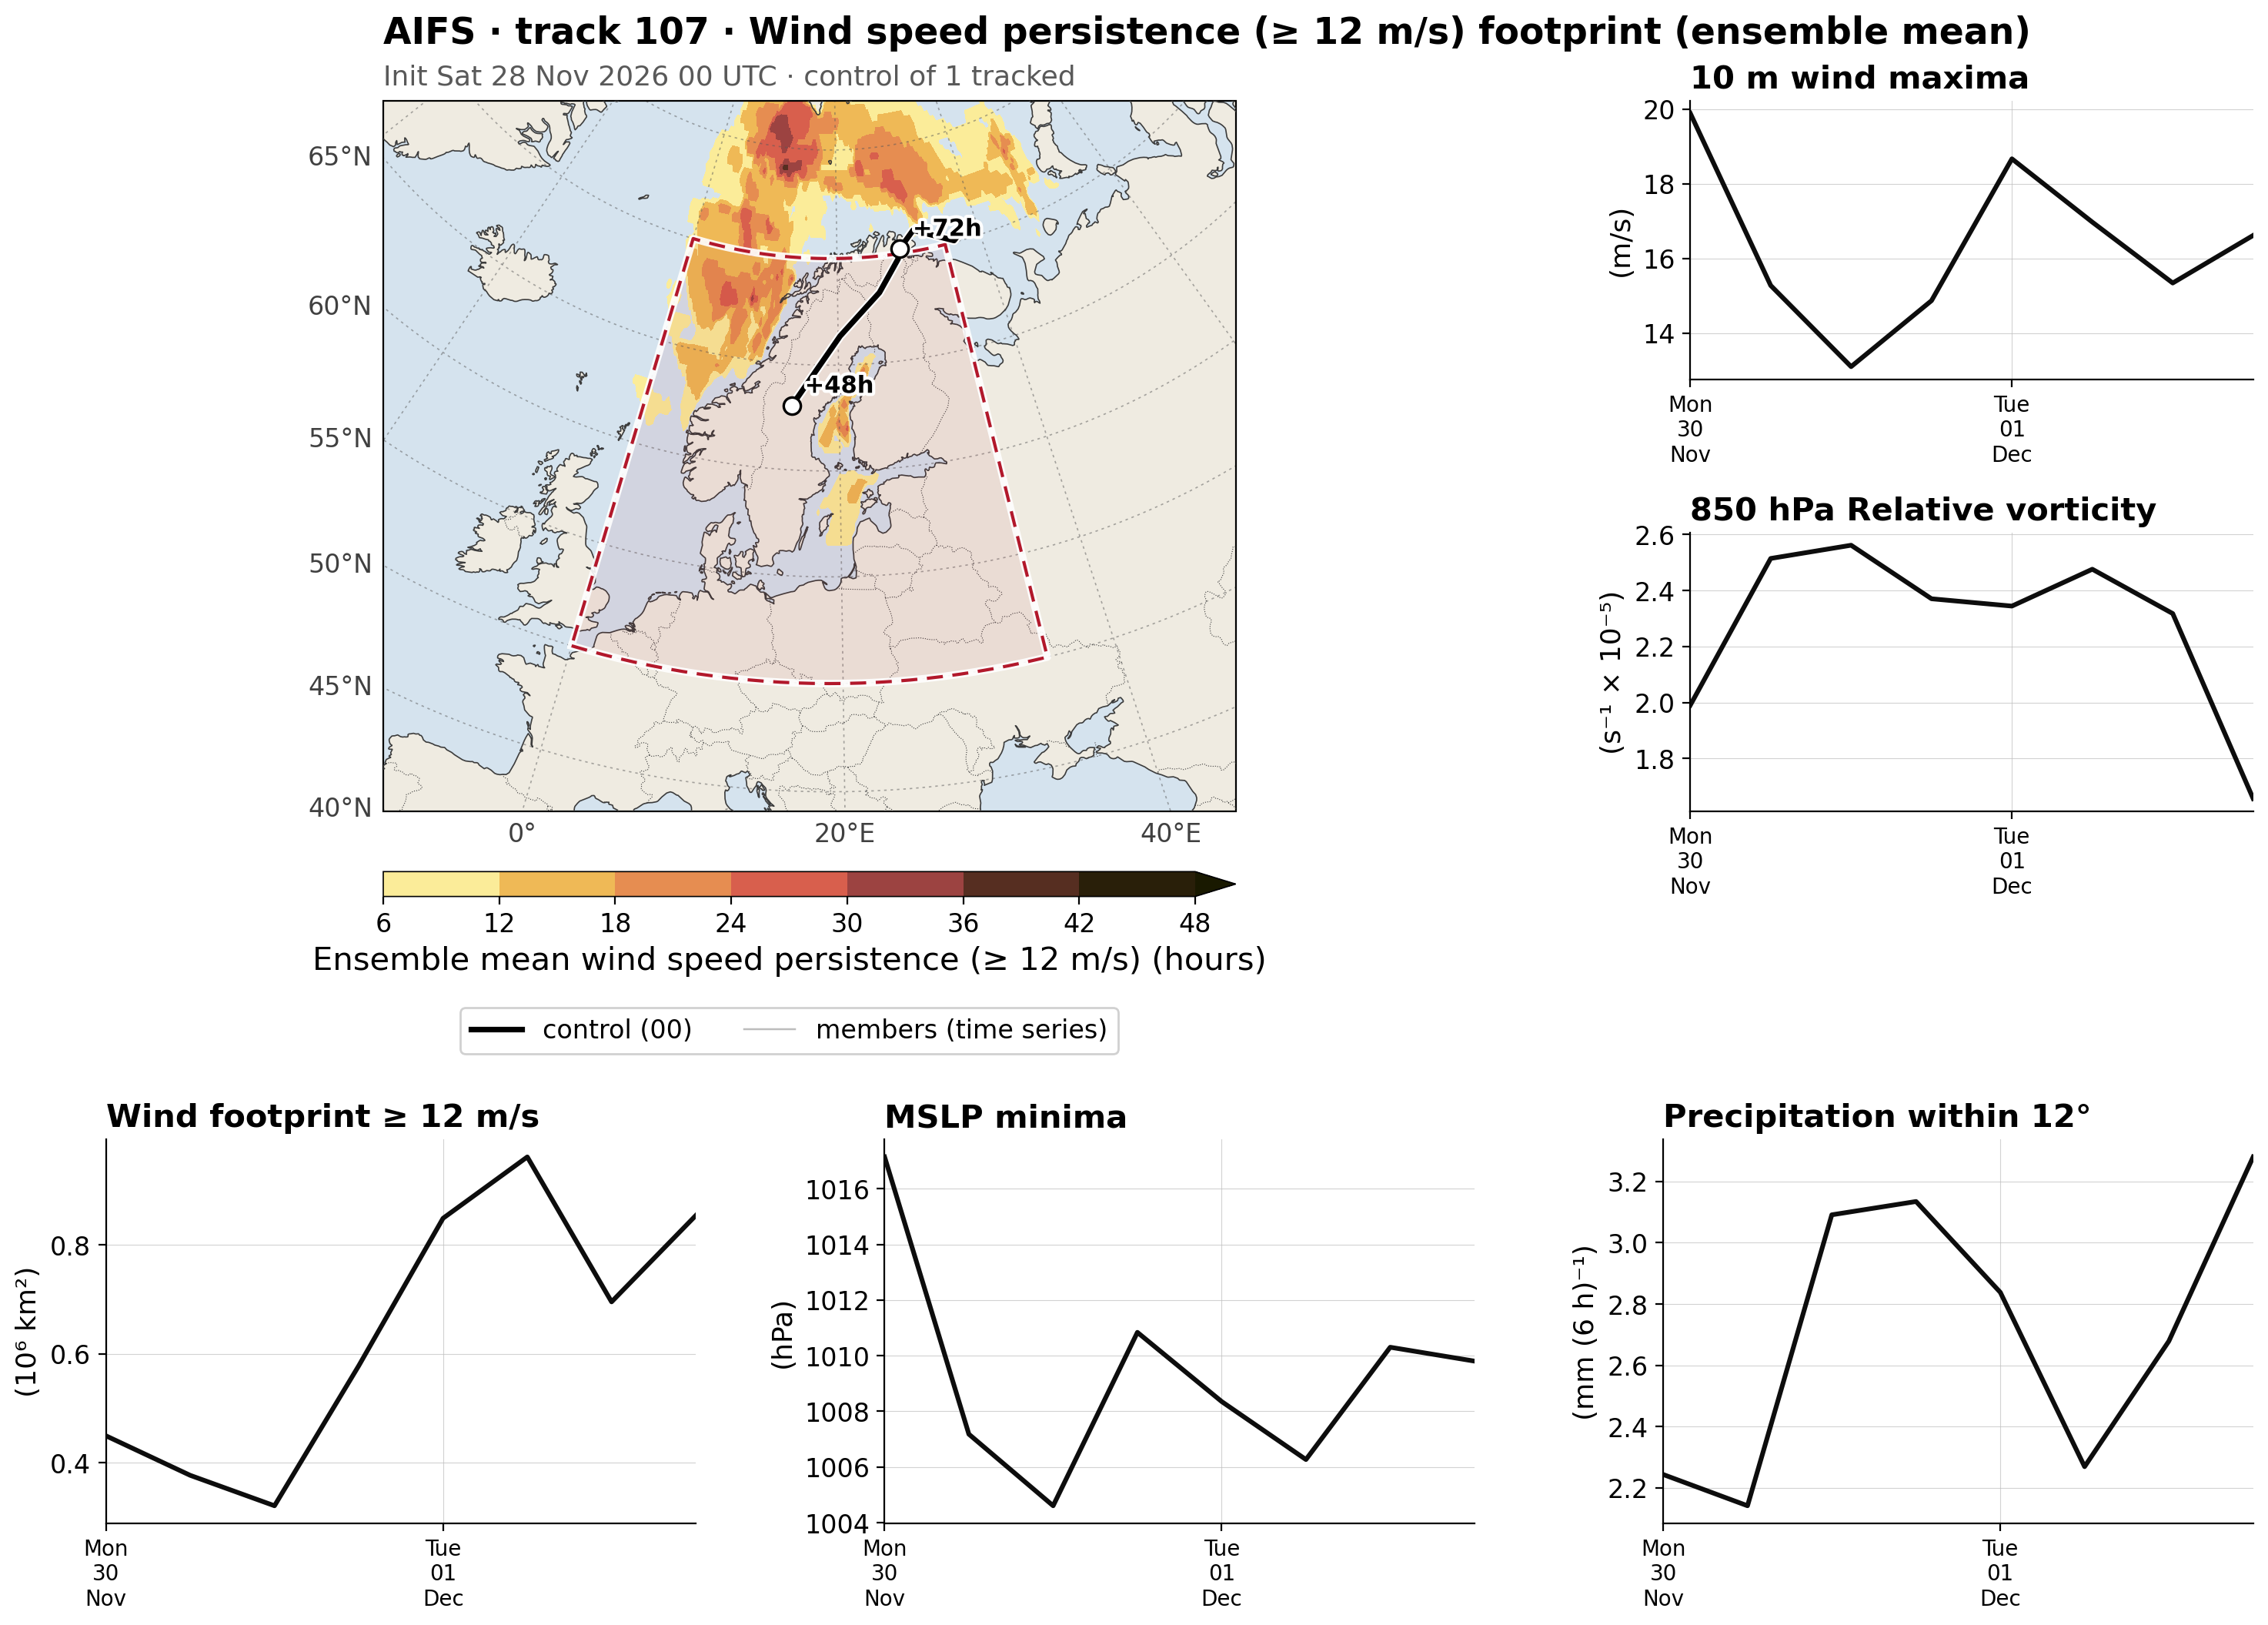 AIFS · track 107 · Wind speed persistence (≥ 12 m/s) footprint (ensemble mean)
Init Sat 28 Nov 2026 00 UTC · control of 1 tracked
65°N
60°N
55°N
50°N
45°N
40°N
0°
20°E
40°E
+72h
+48h
6 12 18 24 30 36 42 48
Ensemble mean wind speed persistence (≥ 12 m/s) (hours)
control (00)
members (time series)
10 m wind maxima
(m/s)
20
18
16
14
Mon
30
Nov
Tue
01
Dec
850 hPa Relative vorticity
(s⁻¹ × 10⁻⁵)
2.6
2.4
2.2
2.0
1.8
Mon
30
Nov
Tue
01
Dec
Wind footprint ≥ 12 m/s
(10⁶ km²)
0.8
0.6
0.4
Mon
30
Nov
Tue
01
Dec
MSLP minima
(hPa)
1016
1014
1012
1010
1008
1006
1004
Mon
30
Nov
Tue
01
Dec
Precipitation within 12°
(mm (6 h)⁻¹)
3.2
3.0
2.8
2.6
2.4
2.2
Mon
30
Nov
Tue
01
Dec